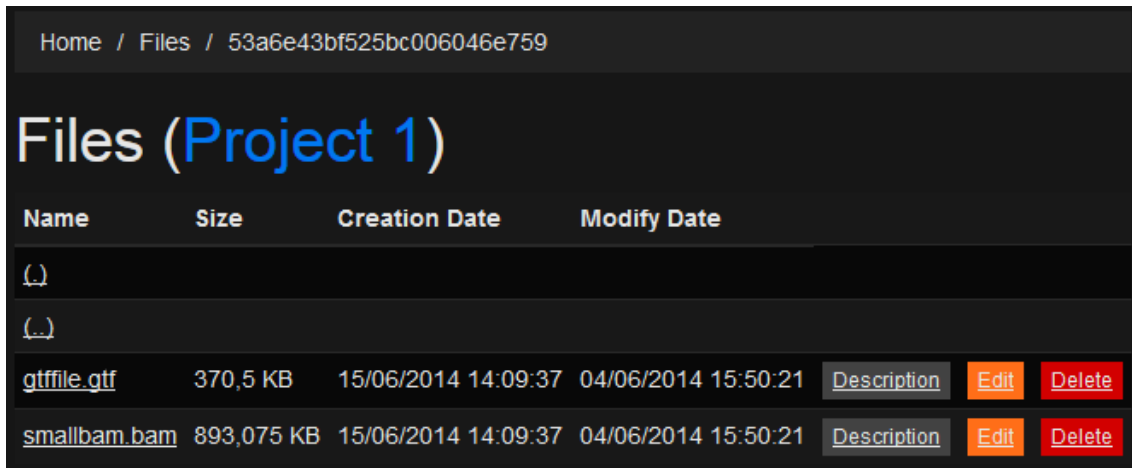 Home / Files / 53a6e43bf525bc006046e759
Files (Project 1)
Name Size Creation Date Modify Date
(.)
(..)
gtffile.gtf 370,5 KB 15/06/2014 14:09:37 04/06/2014 15:50:21 Description Edit Delete
smallbam.bam 893,075 KB 15/06/2014 14:09:37 04/06/2014 15:50:21 Description Edit Delete